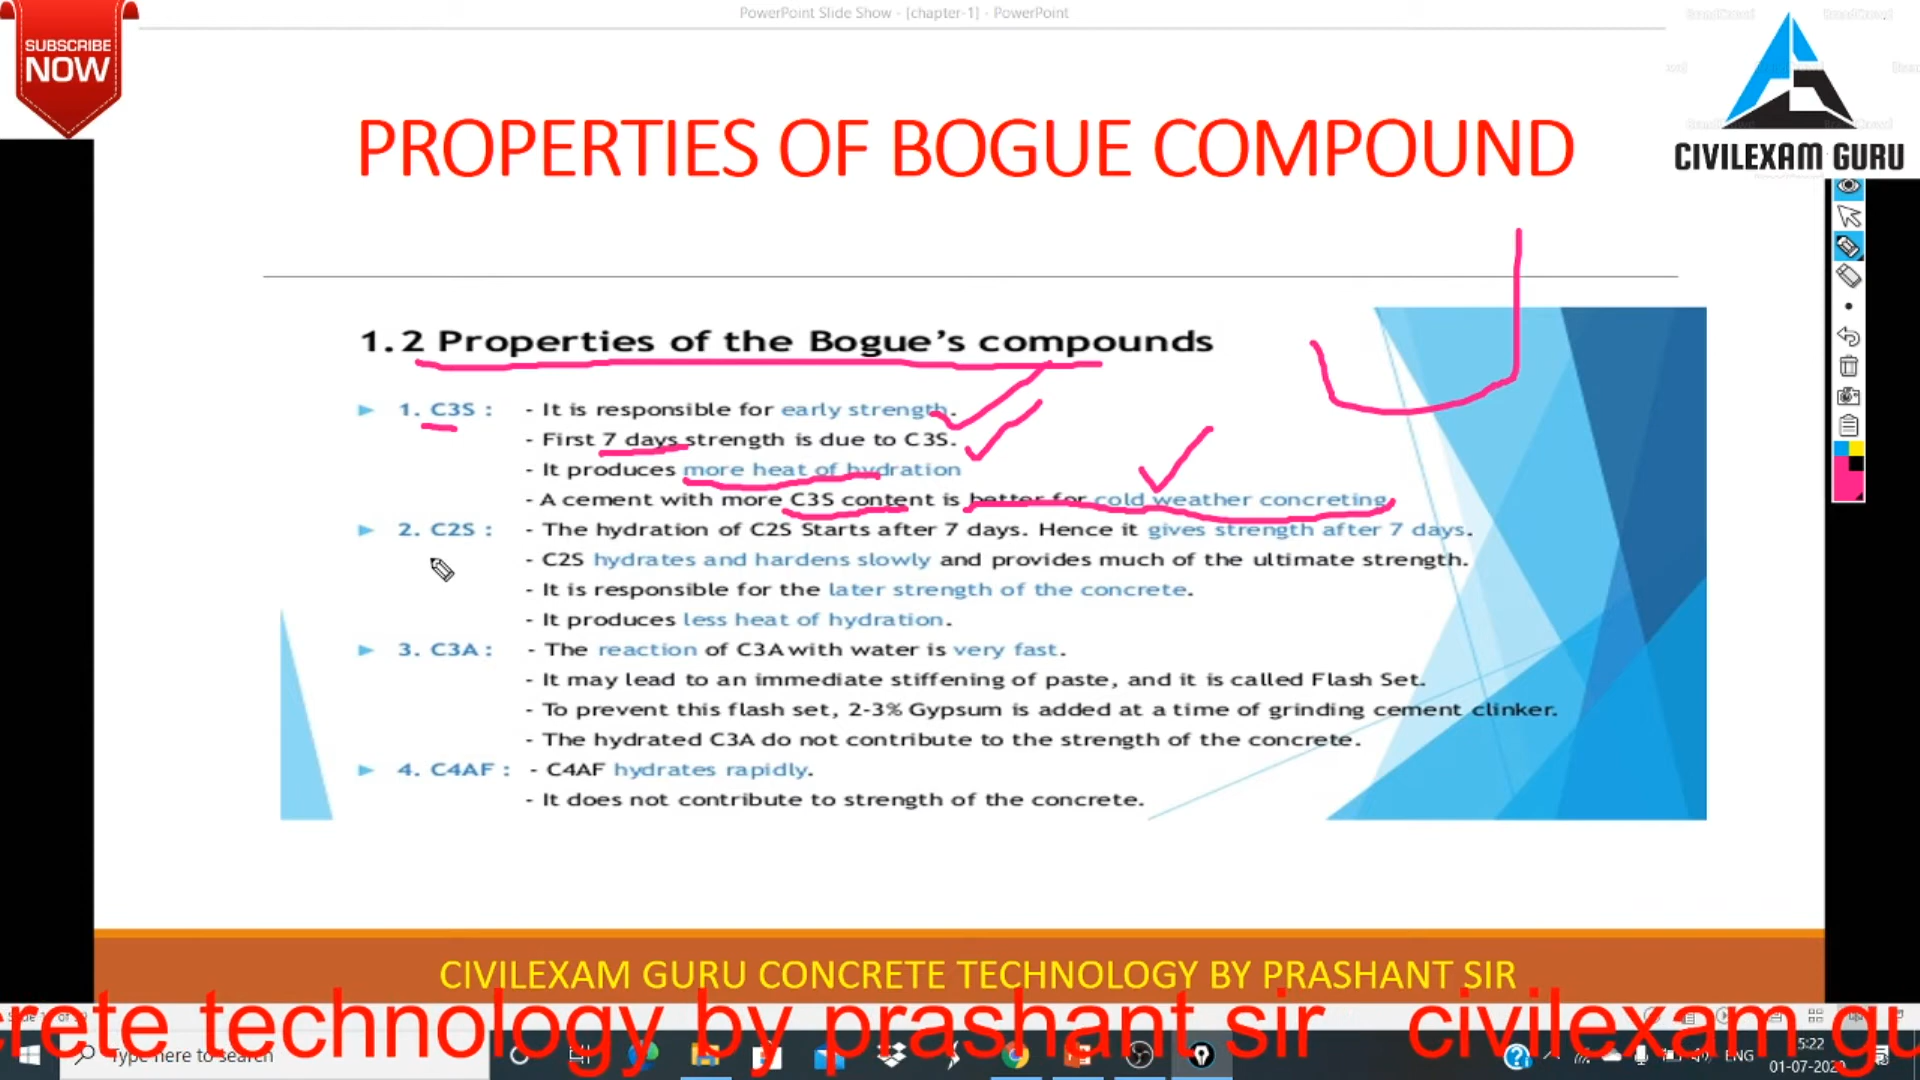 PowerPoint Slide Show - [chapter-1] - PowerPoint
SUBSCRIBE
NOW
PROPERTIES OF BOGUE COMPOUND
CIVILEXAM GURU
1.2 Properties of the Bogue's compounds
1. C3S : - It is responsible for early strength.
- First 7 days strength is due to C3S.
- It produces more heat of hydration
- A cement with more C3S content is better for cold weather concreting.
2. C2S : - The hydration of C2S Starts after 7 days. Hence it gives strength after 7 days.
- C2S hydrates and hardens slowly and provides much of the ultimate strength.
- It is responsible for the later strength of the concrete.
- It produces less heat of hydration.
3. C3A : - The reaction of C3A with water is very fast.
- It may lead to an immediate stiffening of paste, and it is called Flash Set.
- To prevent this flash set, 2-3% Gypsum is added at a time of grinding cement clinker.
- The hydrated C3A do not contribute to the strength of the concrete.
4. C4AF : - C4AF hydrates rapidly.
- It does not contribute to strength of the concrete.
CIVILEXAM GURU CONCRETE TECHNOLOGY BY PRASHANT SIR
crete technology by prashant sir civilexam gu
Type here to search
ENG
5:22
01-07-2020